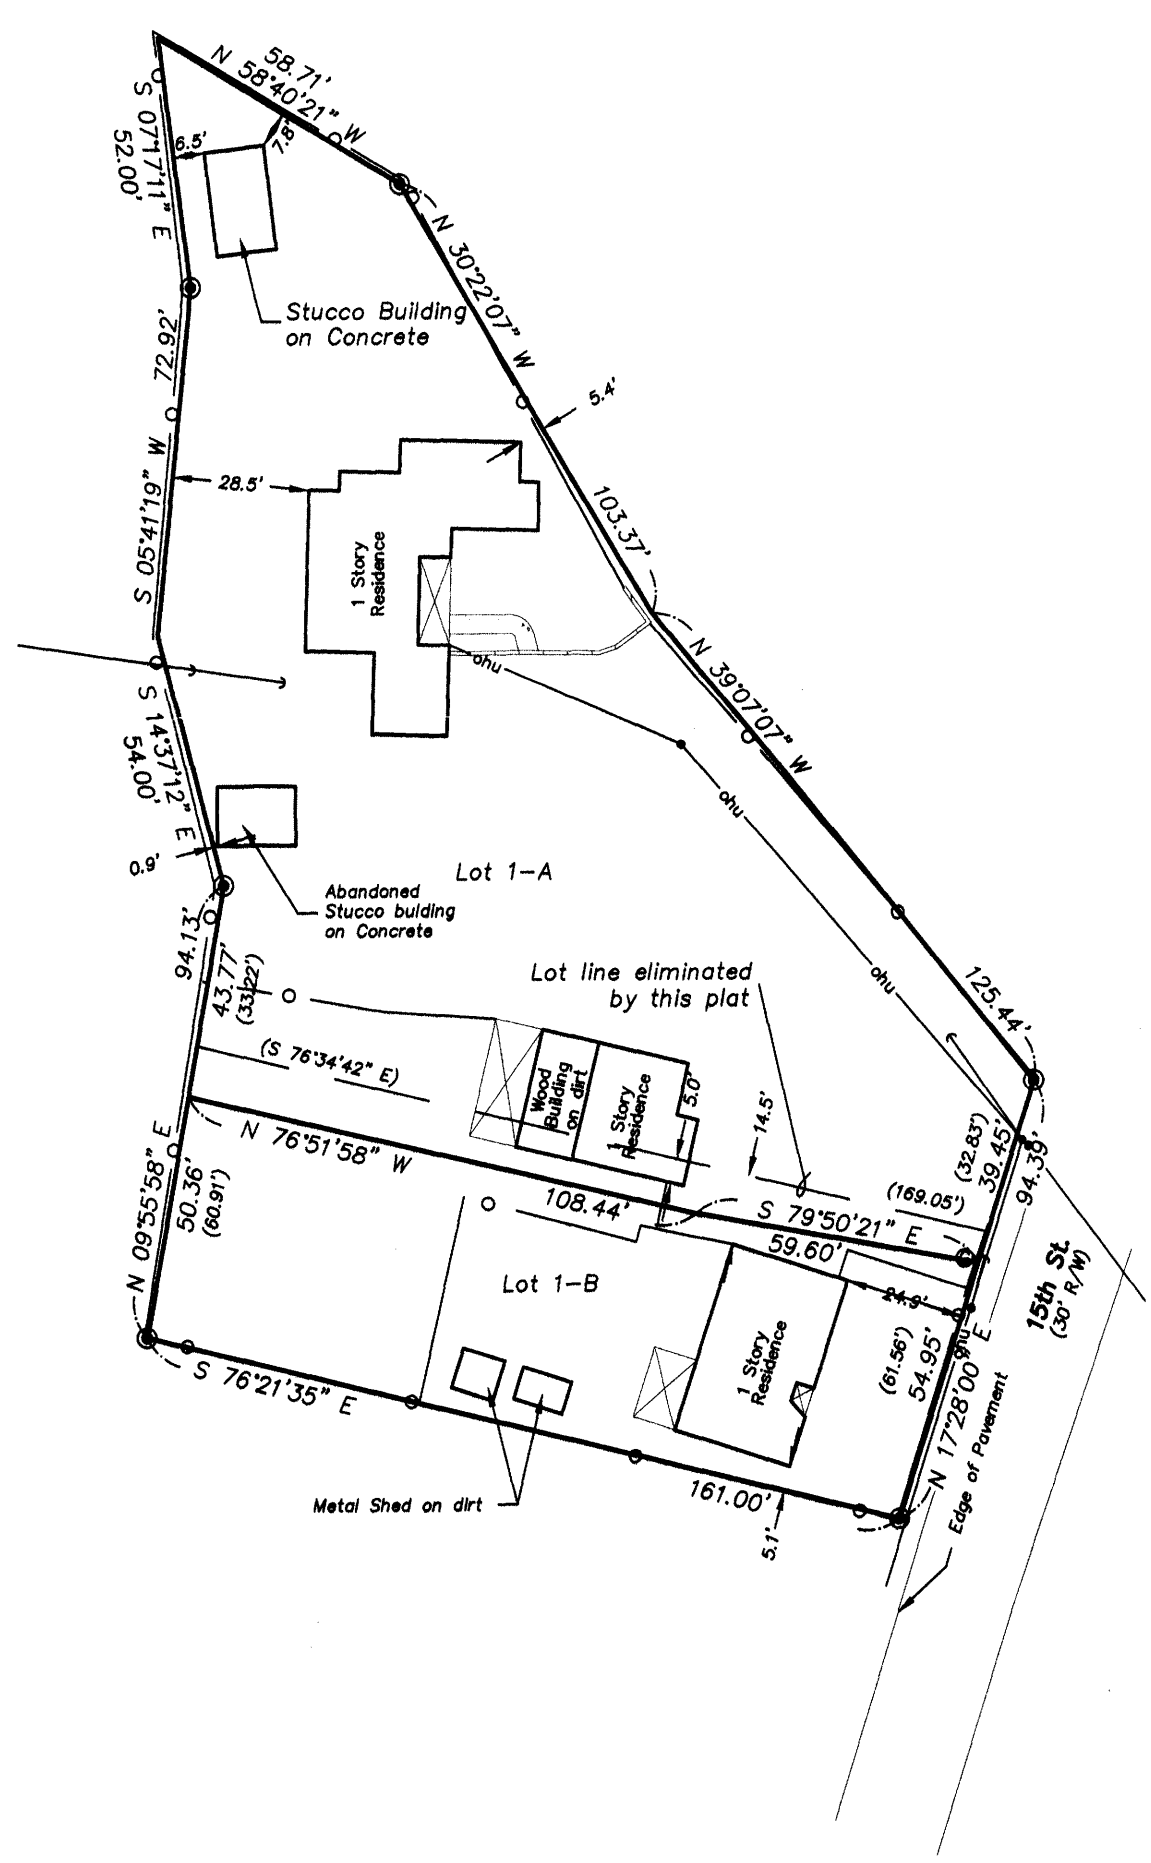 N 58°40'21" W
58.71'
S 07°17'11" E
52.00'
6.5'
7.8'
N 30°22'07" W
Stucco Building
on Concrete
72.92'
S 05°41'19" W
5.4'
28.5'
103.37'
1 Story
Residence
ohu
N 39°07'07" W
S 14°37'12" E
54.00'
ohu
0.9'
Lot 1-A
Abandoned
Stucco bulding
on Concrete
94.13'
43.77'
(33.22')
Lot line eliminated
by this plat
ohu
125.44'
(S 76°34'42" E)
Wood
Building
on dirt
1 Story
Residence
5.0'
14.5'
(32.83')
39.45'
94.39'
N 76°51'58" W
108.44'
(169.05')
S 79°50'21" E
59.60'
N 09°55'58" E
50.36'
(60.91')
Lot 1-B
24.9'
15th St.
(30' R/W)
1 Story
Residence
(61.56')
54.95'
ohu
N 17°28'00" E
S 76°21'35" E
161.00'
Edge of Pavement
Metal Shed on dirt
5.1'